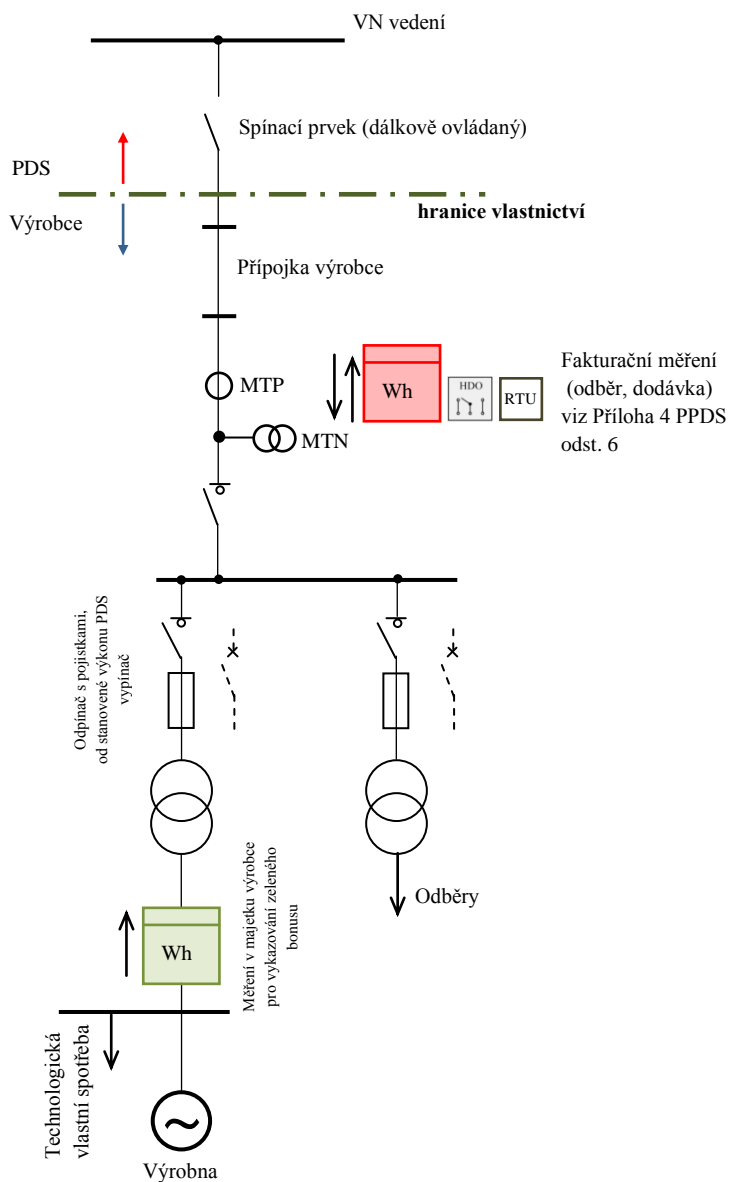 VN vedení
Spínací prvek (dálkově ovládaný)
PDS
hranice vlastnictví
Výrobce
Přípojka výrobce
MTP
Wh
HDO
RTU
Fakturační měření
(odběr, dodávka)
viz Příloha 4 PPDS
odst. 6
MTN
Odpínač s pojistkami,
od stanovené výkonu PDS
vypínač
Odběry
Wh
Měření v majetku výrobce
pro vykazování zeleného
bonusu
Technologická
vlastní spotřeba
~
Výrobna